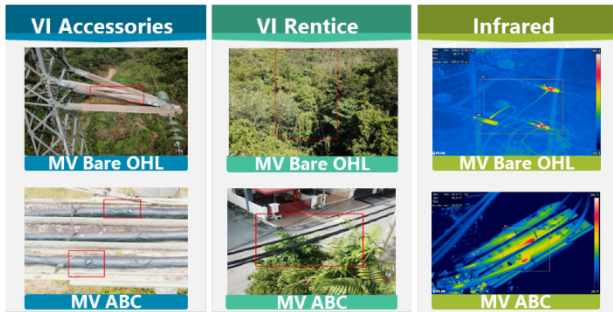 VI Accessories
VI Rentice
Infrared
MV Bare OHL
MV Bare OHL
MV Bare OHL
MV ABC
MV ABC
MV ABC